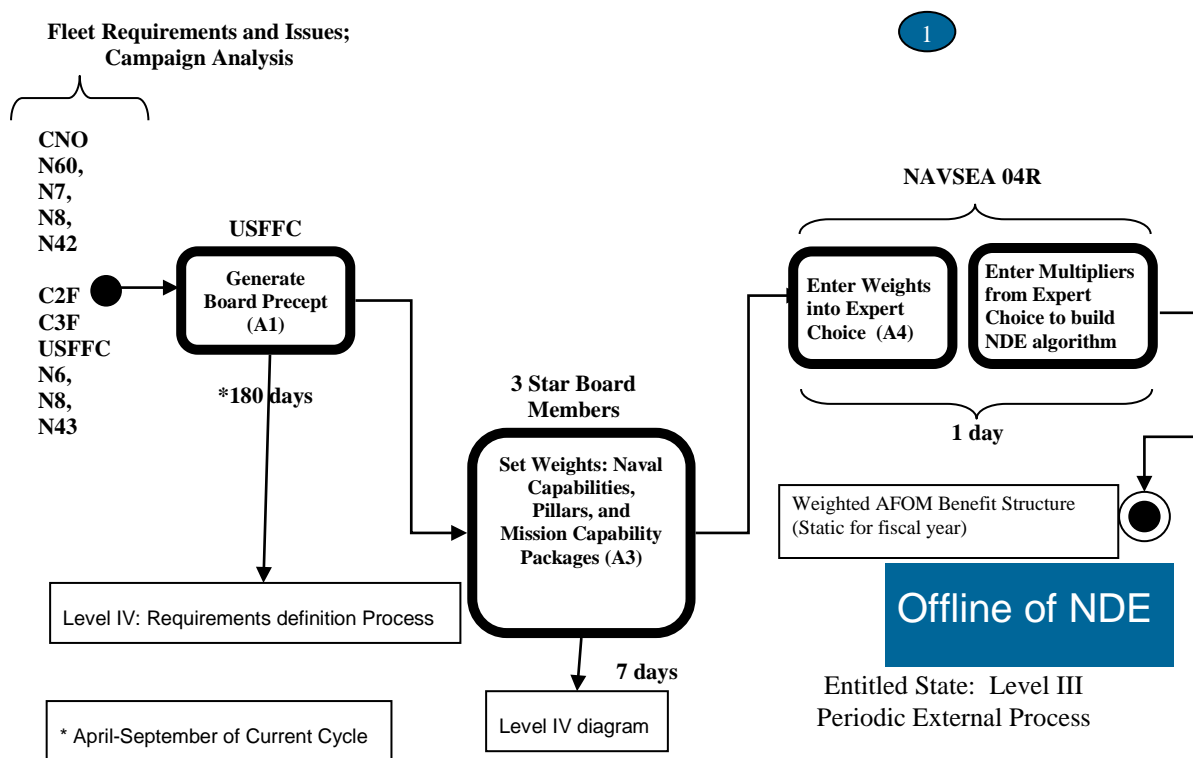 Fleet Requirements and Issues;
Campaign Analysis
1
CNO
N60,
N7,
N8,
N42
C2F
C3F
USFFC
N6,
N8,
N43
USFFC
Generate
Board Precept
(A1)
*180 days
3 Star Board
Members
Set Weights: Naval
Capabilities,
Pillars, and
Mission Capability
Packages (A3)
7 days
NAVSEA 04R
Enter Weights
into Expert
Choice (A4)
Enter Multipliers
from Expert
Choice to build
NDE algorithm
1 day
Weighted AFOM Benefit Structure
(Static for fiscal year)
Offline of NDE
Level IV: Requirements definition Process
Level IV diagram
Entitled State: Level III
Periodic External Process
* April-September of Current Cycle